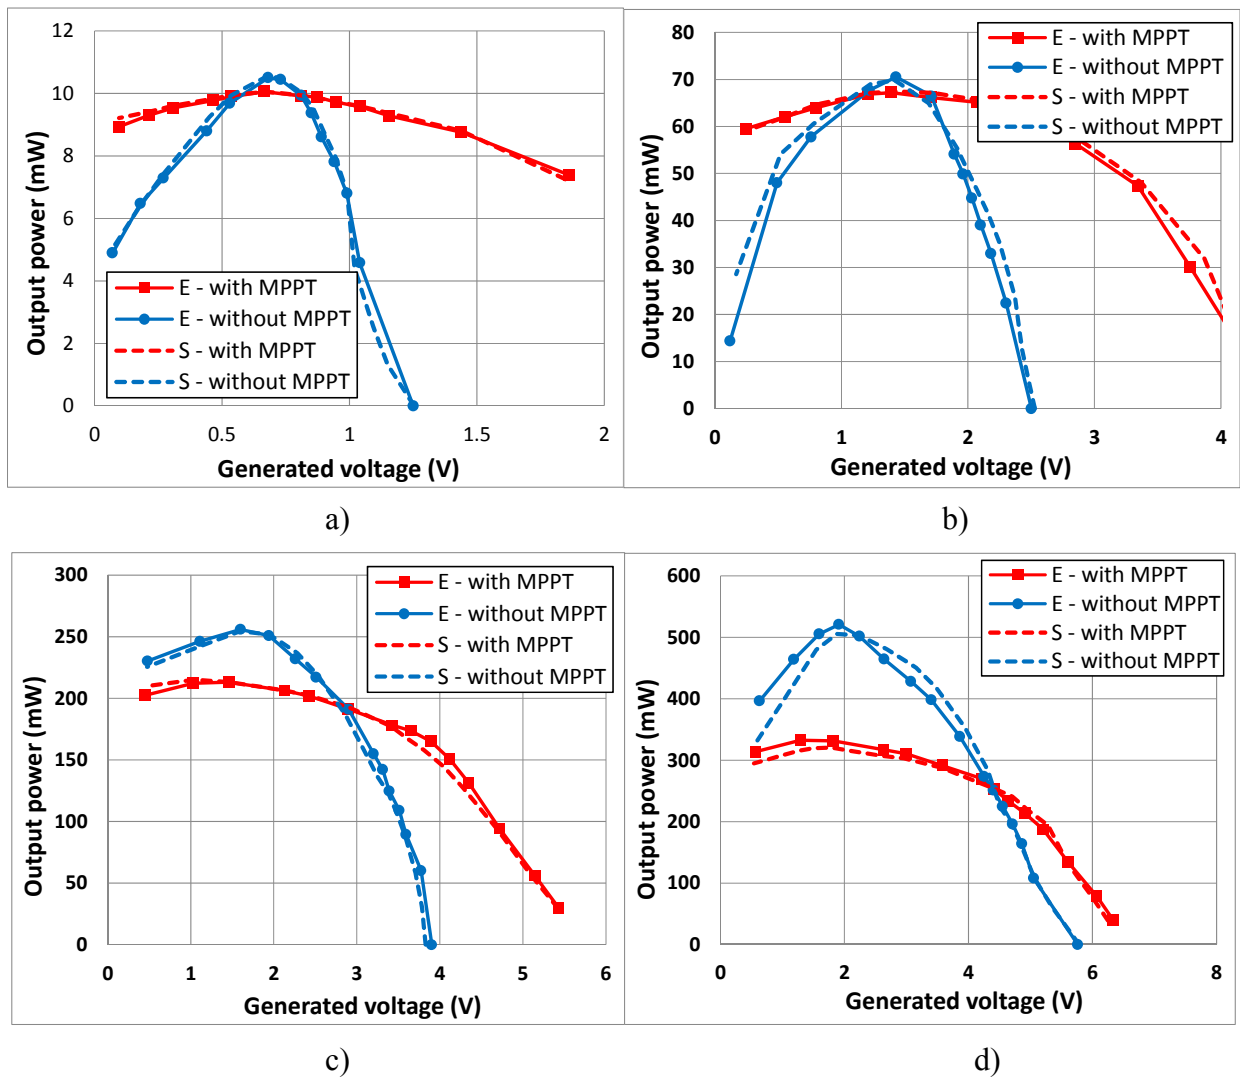 12
10
8
6
4
2
0
Output power (mW)
E - with MPPT
E - without MPPT
S - with MPPT
S - without MPPT
0 0.5 1 1.5 2
Generated voltage (V)
a)
80
70
60
50
40
30
20
10
0
Output power (mW)
E - with MPPT
E - without MPPT
S - with MPPT
S - without MPPT
0 1 2 3 4
Generated voltage (V)
b)
300
250
200
150
100
50
0
Output power (mW)
E - with MPPT
E - without MPPT
S - with MPPT
S - without MPPT
0 1 2 3 4 5 6
Generated voltage (V)
c)
600
500
400
300
200
100
0
Output power (mW)
E - with MPPT
E - without MPPT
S - with MPPT
S - without MPPT
0 2 4 6 8
Generated voltage (V)
d)